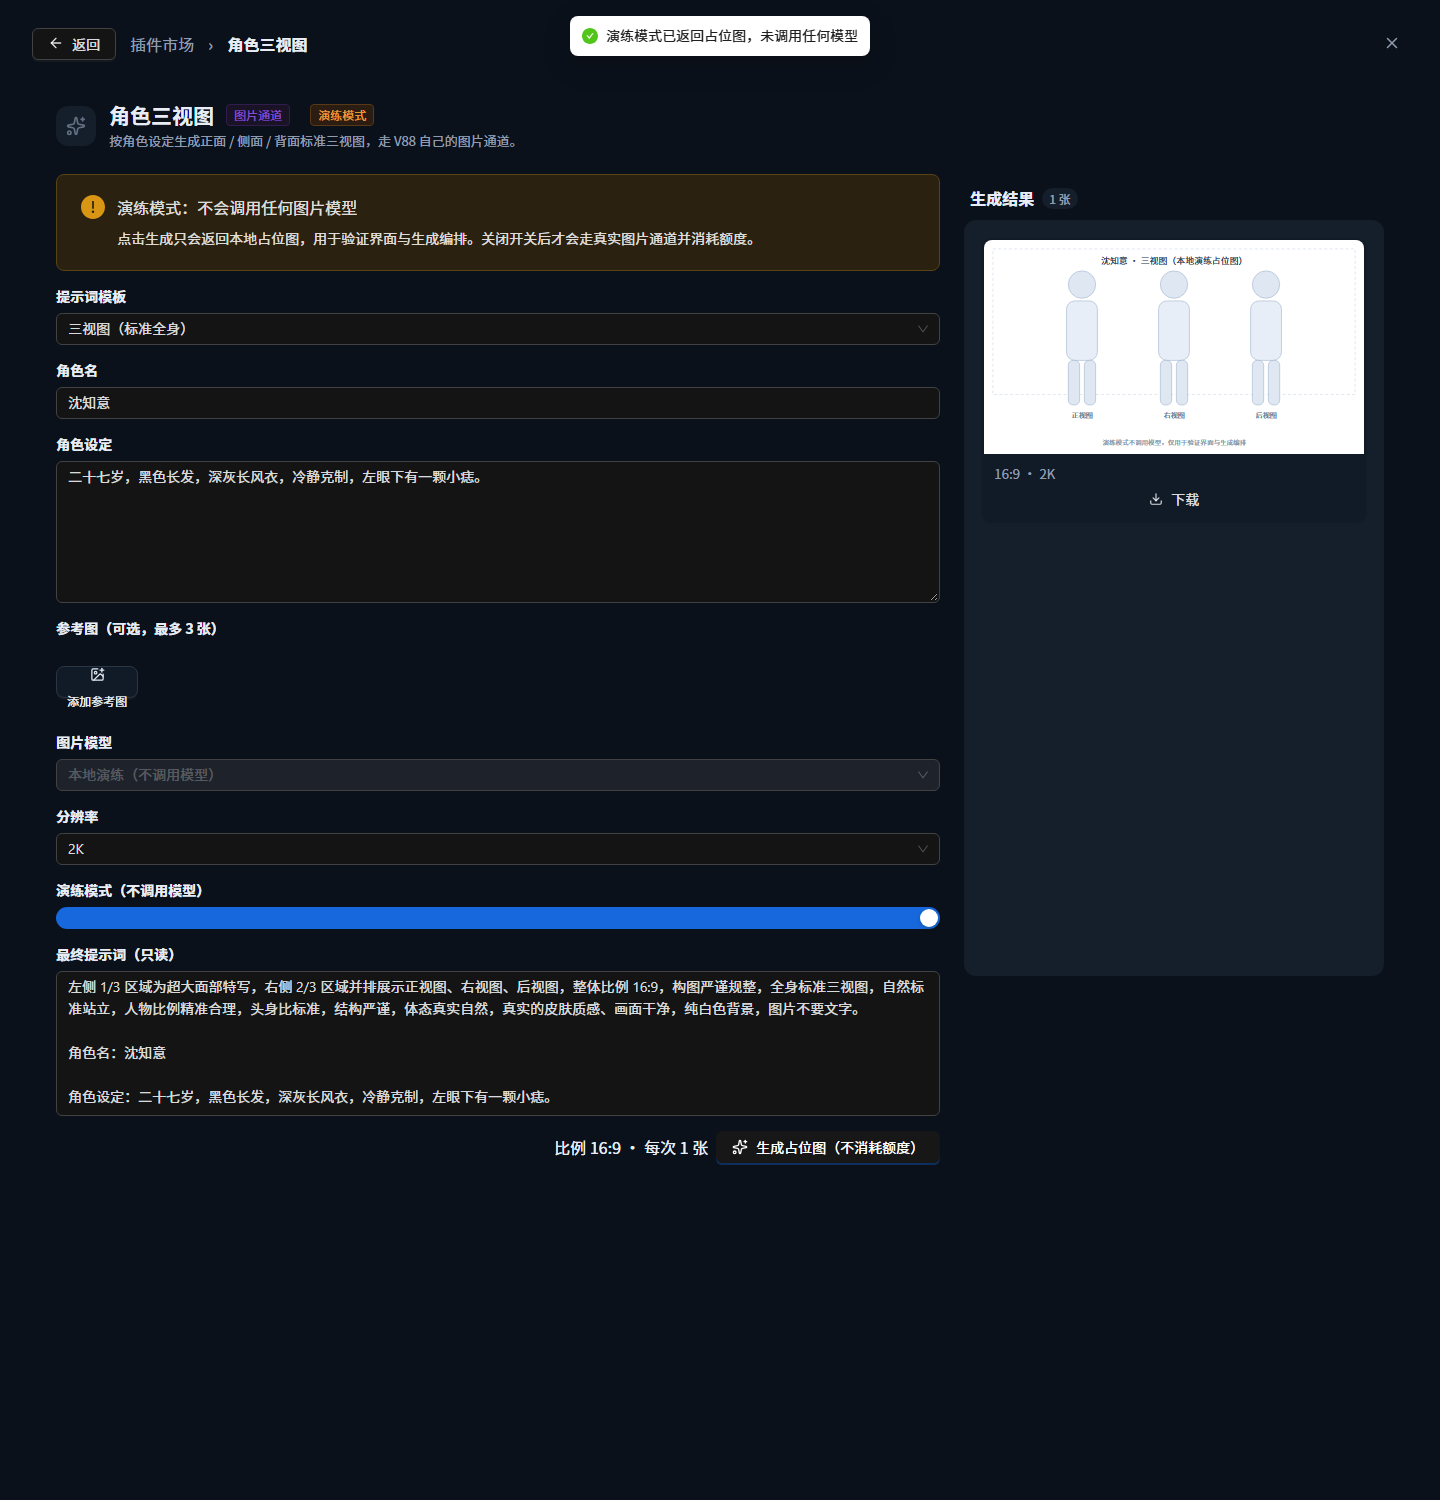 返回 插件市场 › 角色三视图
演练模式已返回占位图，未调用任何模型
角色三视图 图片通道 演练模式
按角色设定生成正面 / 侧面 / 背面标准三视图，走 V88 自己的图片通道。
演练模式：不会调用任何图片模型
点击生成只会返回本地占位图，用于验证界面与生成编排。关闭开关后才会走真实图片通道并消耗额度。
提示词模板
三视图（标准全身）
角色名
沈知意
角色设定
二十七岁，黑色长发，深灰长风衣，冷静克制，左眼下有一颗小痣。
参考图（可选，最多 3 张）
添加参考图
图片模型
本地演练（不调用模型）
分辨率
2K
演练模式（不调用模型）
最终提示词（只读）
左侧 1/3 区域为超大面部特写，右侧 2/3 区域并排展示正视图、右视图、后视图，整体比例 16:9，构图严谨规整，全身标准三视图，自然标
准站立，人物比例精准合理，头身比标准，结构严谨，体态真实自然，真实的皮肤质感、画面干净，纯白色背景，图片不要文字。
角色名：沈知意
角色设定：二十七岁，黑色长发，深灰长风衣，冷静克制，左眼下有一颗小痣。
比例 16:9 · 每次 1 张 生成占位图（不消耗额度）
生成结果 1 张
沈知意 · 三视图（本地演练占位图）
正视图 右视图 后视图
演练模式不调用模型，仅用于验证界面与生成编排
16:9 · 2K
下载